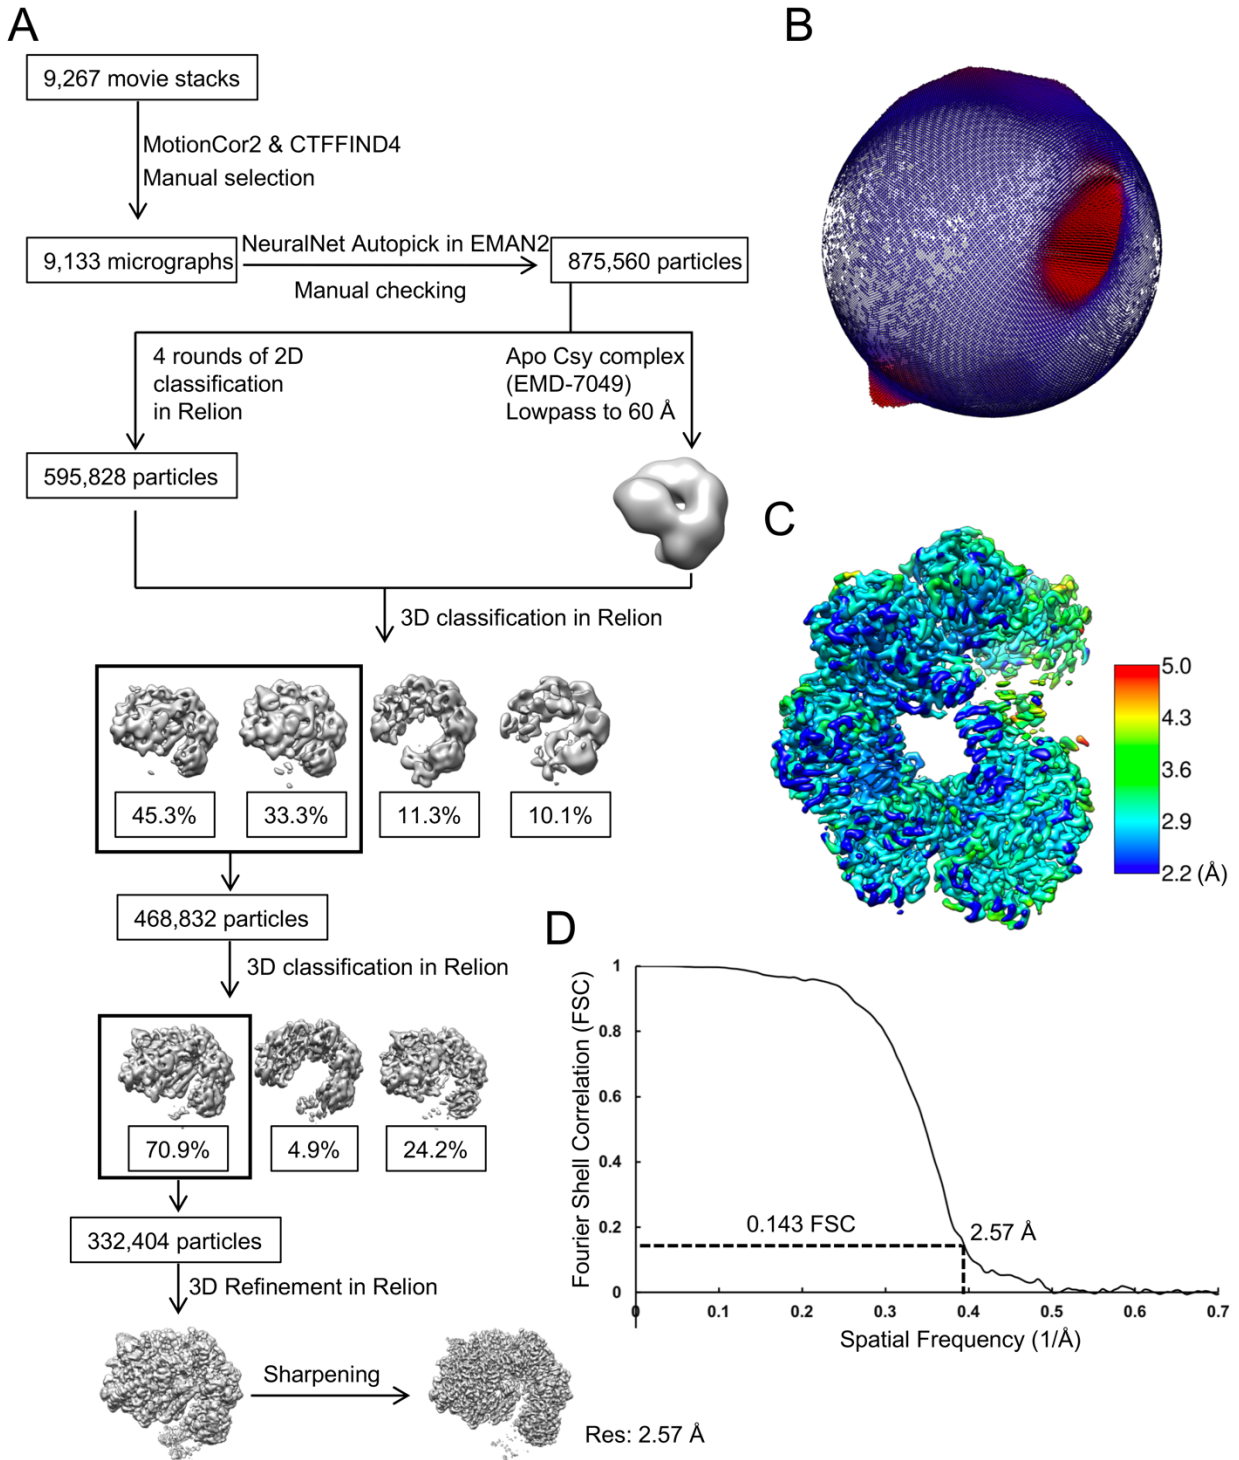 A
9,267 movie stacks
MotionCor2 & CTFFIND4
Manual selection
9,133 micrographs
NeuralNet Autopick in EMAN2
Manual checking
875,560 particles
4 rounds of 2D
classification
in Relion
Apo Csy complex
(EMD-7049)
Lowpass to 60 Å
595,828 particles
3D classification in Relion
45.3%
33.3%
11.3%
10.1%
468,832 particles
3D classification in Relion
70.9%
4.9%
24.2%
332,404 particles
3D Refinement in Relion
Sharpening
Res: 2.57 Å
B
C
5.0
4.3
3.6
2.9
2.2 (Å)
D
Fourier Shell Correlation (FSC)
1
0.8
0.6
0.4
0.2
0
0.143 FSC
2.57 Å
0 0.1 0.2 0.3 0.4 0.5 0.6 0.7
Spatial Frequency (1/Å)